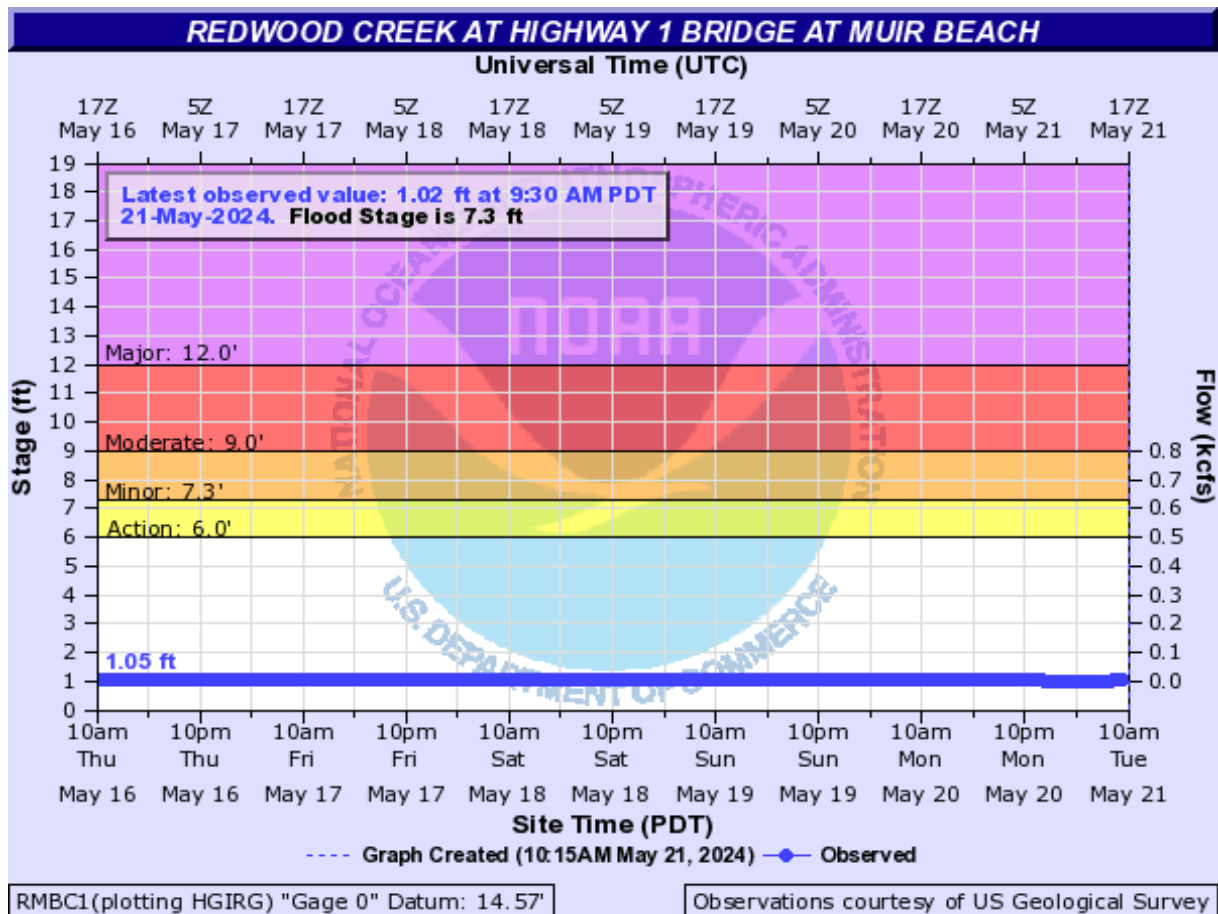 REDWOOD CREEK AT HIGHWAY 1 BRIDGE AT MUIR BEACH
Universal Time (UTC)
17Z 5Z 17Z 5Z 17Z 5Z 17Z 5Z 17Z 5Z 17Z
May 16 May 17 May 17 May 18 May 18 May 19 May 19 May 20 May 20 May 21 May 21
Latest observed value: 1.02 ft at 9:30 AM PDT
21-May-2024. Flood Stage is 7.3 ft
NATIONAL OCEANIC AND ATMOSPHERIC ADMINISTRATION
NOAA
U.S. DEPARTMENT OF COMMERCE
Stage (ft)
19
18
17
16
15
14
13
12
11
10
9
8
7
6
5
4
3
2
1
0
Major: 12.0'
Moderate: 9.0'
Minor: 7.3'
Action: 6.0'
1.05 ft
Flow (kcfs)
0.8
0.7
0.6
0.5
0.4
0.3
0.2
0.1
0.0
10am 10pm 10am 10pm 10am 10pm 10am 10pm 10am 10pm 10am
Thu Thu Fri Fri Sat Sat Sun Sun Mon Mon Tue
May 16 May 16 May 17 May 17 May 18 May 18 May 19 May 19 May 20 May 20 May 21
Site Time (PDT)
---- Graph Created (10:15AM May 21, 2024) Observed
RMBC1(plotting HGIRG) "Gage 0" Datum: 14.57'
Observations courtesy of US Geological Survey